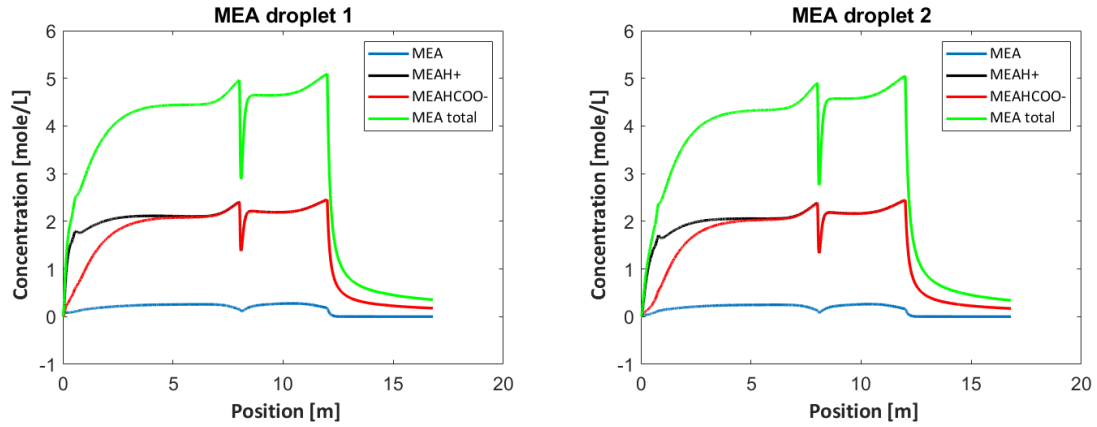 MEA droplet 1
6
5
4
3
2
1
0
-1
0
5
10
15
20
Position [m]
Concentration [mole/L]
MEA
MEAH+
MEAHCOO-
MEA total
MEA droplet 2
6
5
4
3
2
1
0
-1
0
5
10
15
20
Position [m]
Concentration [mole/L]
MEA
MEAH+
MEAHCOO-
MEA total